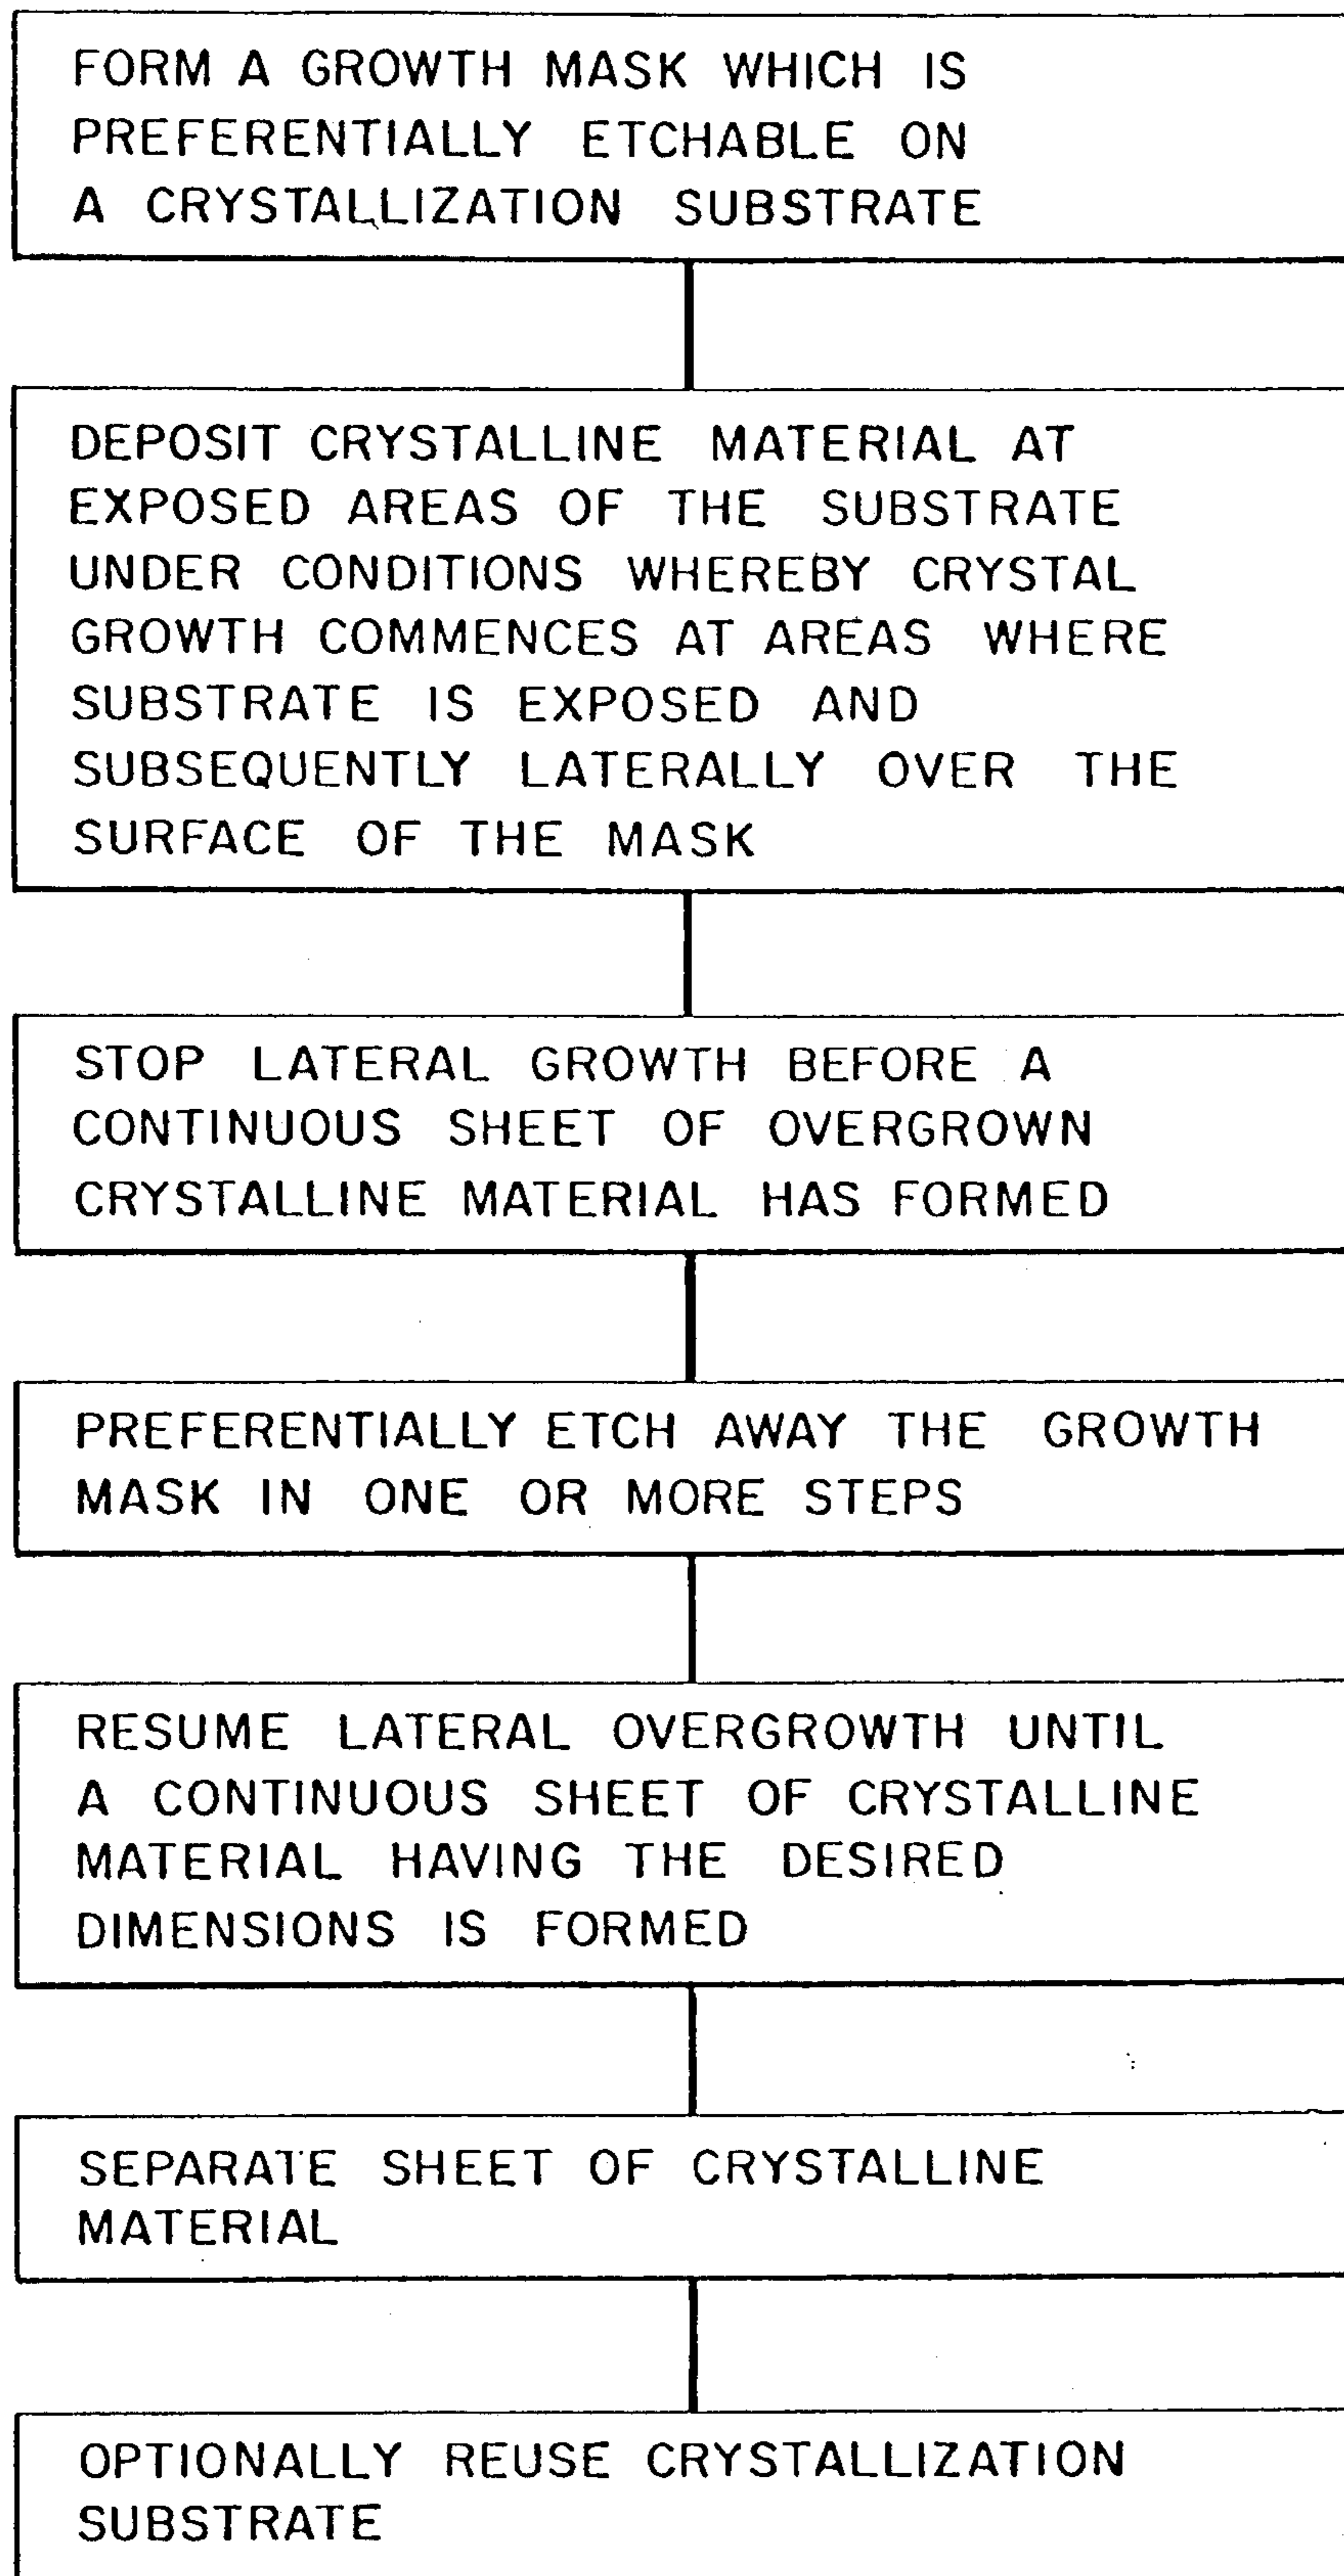 FORM A GROWTH MASK WHICH IS
PREFERENTIALLY ETCHABLE ON
A CRYSTALLIZATION SUBSTRATE
DEPOSIT CRYSTALLINE MATERIAL AT
EXPOSED AREAS OF THE SUBSTRATE
UNDER CONDITIONS WHEREBY CRYSTAL
GROWTH COMMENCES AT AREAS WHERE
SUBSTRATE IS EXPOSED AND
SUBSEQUENTLY LATERALLY OVER THE
SURFACE OF THE MASK
STOP LATERAL GROWTH BEFORE A
CONTINUOUS SHEET OF OVERGROWN
CRYSTALLINE MATERIAL HAS FORMED
PREFERENTIALLY ETCH AWAY THE GROWTH
MASK IN ONE OR MORE STEPS
RESUME LATERAL OVERGROWTH UNTIL
A CONTINUOUS SHEET OF CRYSTALLINE
MATERIAL HAVING THE DESIRED
DIMENSIONS IS FORMED
SEPARATE SHEET OF CRYSTALLINE
MATERIAL
OPTIONALLY REUSE CRYSTALLIZATION
SUBSTRATE